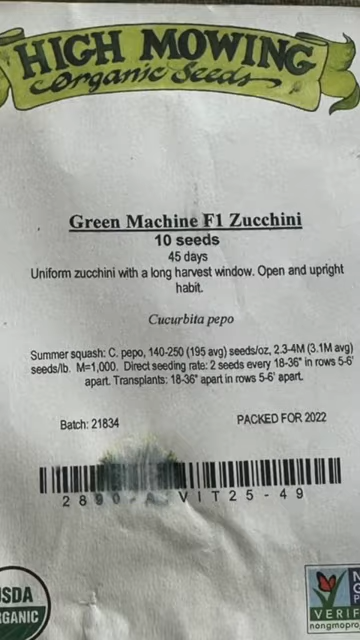 HIGH MOWING
Organic Seeds
Green Machine F1 Zucchini
10 seeds
45 days
Uniform zucchini with a long harvest window. Open and upright
habit.
Cucurbita pepo
Summer squash: C. pepo, 140-250 (195 avg) seeds/oz, 2.3-4M (3.1M avg)
seeds/lb. M=1,000. Direct seeding rate: 2 seeds every 18-36" in rows 5-6'
apart. Transplants: 18-36" apart in rows 5-6' apart.
Batch: 21834 PACKED FOR 2022
VIT25-49
USDA
ORGANIC
VERIF
nongmopro